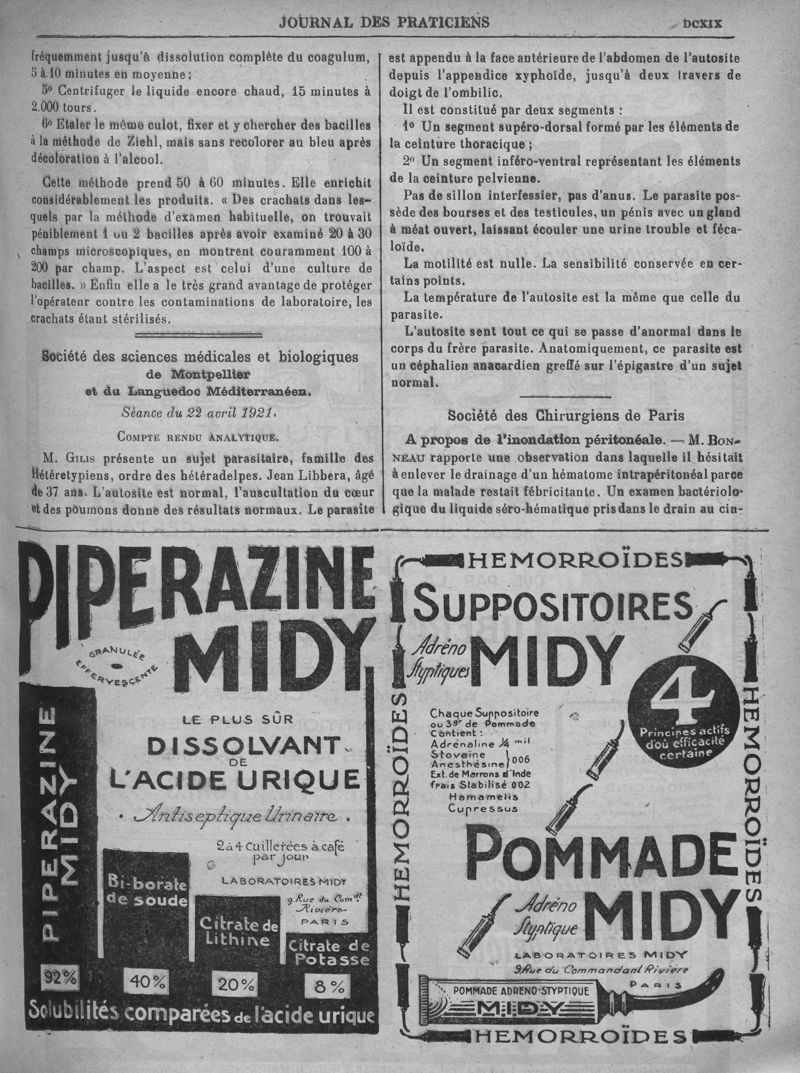 JOURNAL DES PRATICIENS
DCXIX
fréquemment jusqu'à dissolution complète du coagulum,
5 à 10 minutes en moyenne ;
5º Centrifuger le liquide encore chaud, 15 minutes à
2.000 tours.
6º Etaler le même culot, fixer et y chercher des bacilles
à la méthode de Ziehl, mais sans recolorer au bleu après
décoloration à l'alcool.
Cette méthode prend 50 à 60 minutes. Elle enrichit
considérablement les produits. « Des crachats dans les-
quels par la méthode d'examen habituelle, on trouvait
péniblement 1 ou 2 bacilles après avoir examiné 20 à 30
champs microscopiques, en montrent couramment 100 à
200 par champ. L'aspect est celui d'une culture de
bacilles. » Enfin elle a le très grand avantage de protéger
l'opérateur contre les contaminations de laboratoire, les
crachats étant stérilisés.
Société des sciences médicales et biologiques
de Montpellier
et du Languedoc Méditerranéen.
Séance du 22 avril 1921.
COMPTE RENDU ANALYTIQUE.
M. GILIS présente un sujet parasitaire, famille des
Hétéretypiens, ordre des hétéradelpes. Jean Libbera, âgé
de 37 ans. L'autosite est normal, l'auscultation du cœur
et des poumons donne des résultats normaux. Le parasite
est appendu à la face antérieure de l'abdomen de l'autosite
depuis l'appendice xyphoïde, jusqu'à deux travers de
doigt de l'ombilic.
Il est constitué par deux segments :
1º Un segment supéro-dorsal formé par les éléments de
la ceinture thoracique ;
2º Un segment inféro-ventral représentant les éléments
de la ceinture pelvienne.
Pas de sillon interfessier, pas d'anus. Le parasite pos-
sède des bourses et des testicules, un pénis avec un gland
à méat ouvert, laissant écouler une urine trouble et féca-
loïde.
La motilité est nulle. La sensibilité conservée en cer-
tains points.
La température de l'autosite est la même que celle du
parasite.
L'autosite sent tout ce qui se passe d'anormal dans le
corps du frère parasite. Anatomiquement, ce parasite est
un céphalien anacardien greffé sur l'épigastre d'un sujet
normal.
Société des Chirurgiens de Paris
A propos de l'inondation péritonéale. — M. BON-
NEAU rapporte une observation dans laquelle il hésitait
à enlever le drainage d'un hématome intrapéritonéal parce
que la malade restait fébricitante. Un examen bactériolo-
gique du liquide séro-hématique pris dans le drain au cin-
PIPERAZINE
MIDY
GRANULÉE
EFFERVESCENTE
LE PLUS SÛR
DISSOLVANT
DE
L'ACIDE URIQUE
Antiseptique Urinaire.
2 à 4 Cuillerées à café
par jour
LABORATOIRES MIDY
9 Rue du Comdt
Rivière
PARIS
PIPERAZINE
MIDY
Bi-borate
de soude
Citrate de
Lithine
Citrate de
Potasse
92%
40%
20%
8%
Solubilités comparées de l'acide urique
HEMORROÏDES
SUPPOSITOIRES
Adréno
Styptiques
MIDY
Chaque Suppositoire
ou 3gr de Pommade
Contient :
Adrénaline ¼ mil
Stovaine
Anesthésine
006
Ext. de Marrons d'Inde
frais Stabilisé 002
Hamamelis
Cupressus
4
Principes actifs
d'où efficacité
certaine
HEMORROÏDES
HEMORROÏDES
POMMADE
Adréno
Styptique
MIDY
LABORATOIRES MIDY
9 Rue du Commandant Rivière
PARIS
POMMADE ADRENO-STYPTIQUE
MIDY
HEMORROÏDES